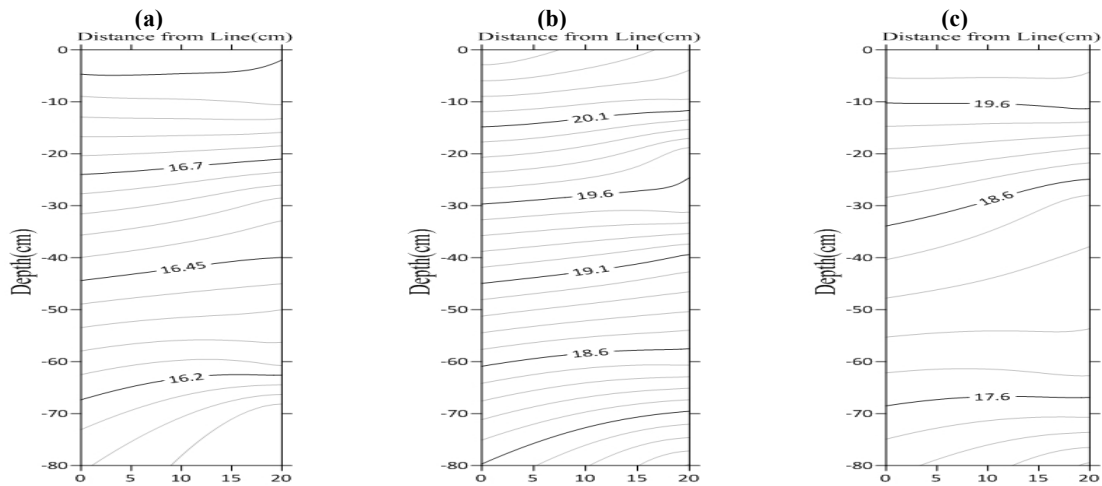 (a) (b) (c)
Distance from Line(cm) Distance from Line(cm) Distance from Line(cm)
0 0 0
-10 -10 -10
19.6
20.1
-20 -20 -20
16.7
19.6 18.6
-30 -30 -30
Depth(cm) Depth(cm) Depth(cm)
-40 -40 -40
16.45 19.1
-50 -50 -50
-60 18.6 -60 -60
16.2 17.6
-70 -70 -70
-80 -80 -80
0 5 10 15 20 0 5 10 15 20 0 5 10 15 20